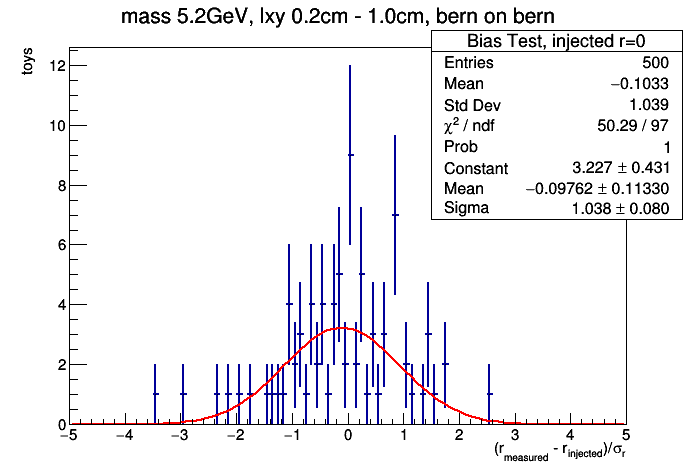 mass 5.2GeV, lxy 0.2cm - 1.0cm, bern on bern
Bias Test, injected r=0
Entries 500
Mean −0.1033
Std Dev 1.039
χ² / ndf 50.29 / 97
Prob 1
Constant 3.227 ± 0.431
Mean −0.09762 ± 0.11330
Sigma 1.038 ± 0.080
toys
12
10
8
6
4
2
0
−5 −4 −3 −2 −1 0 1 2 3 4 5
(r_measured - r_injected)/σ_r